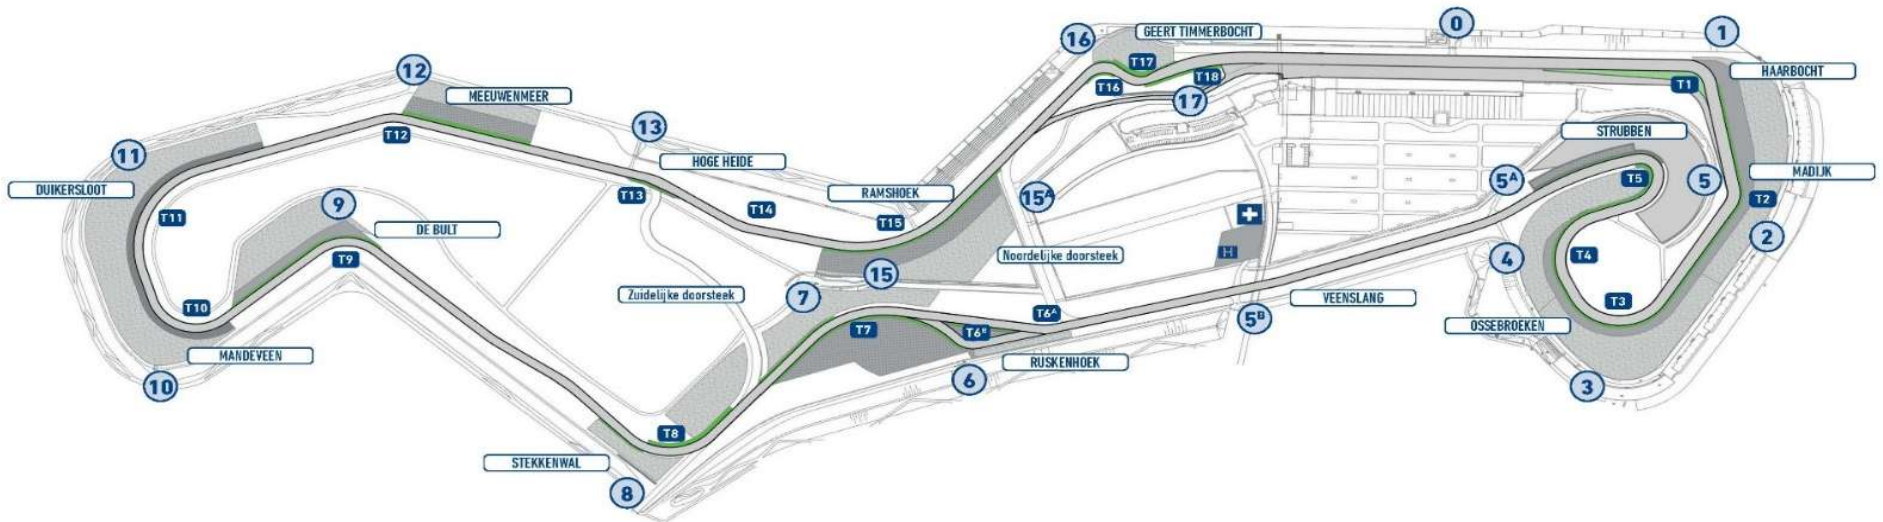 0
1
GEERT TIMMERBOCHT
16
T17
T18
T16
17
HAARBOCHT
T1
12
MEEUWENMEER
T12
13
HOGE HEIDE
STRUBBEN
11
DUIKERSLOOT
T11
9
DE BULT
T9
T13
T14
RAMSHOEK
T15
15A
5A
T5
5
MADIJK
T2
2
H
Noordelijke doorsteek
15
4
T4
T3
Zuidelijke doorsteek
7
T10
MANDEVEEN
10
T7
T6B
T6A
5B
VEENSLANG
OSSEBROEKEN
RUSKENHOEK
6
3
T8
STEKKENWAL
8